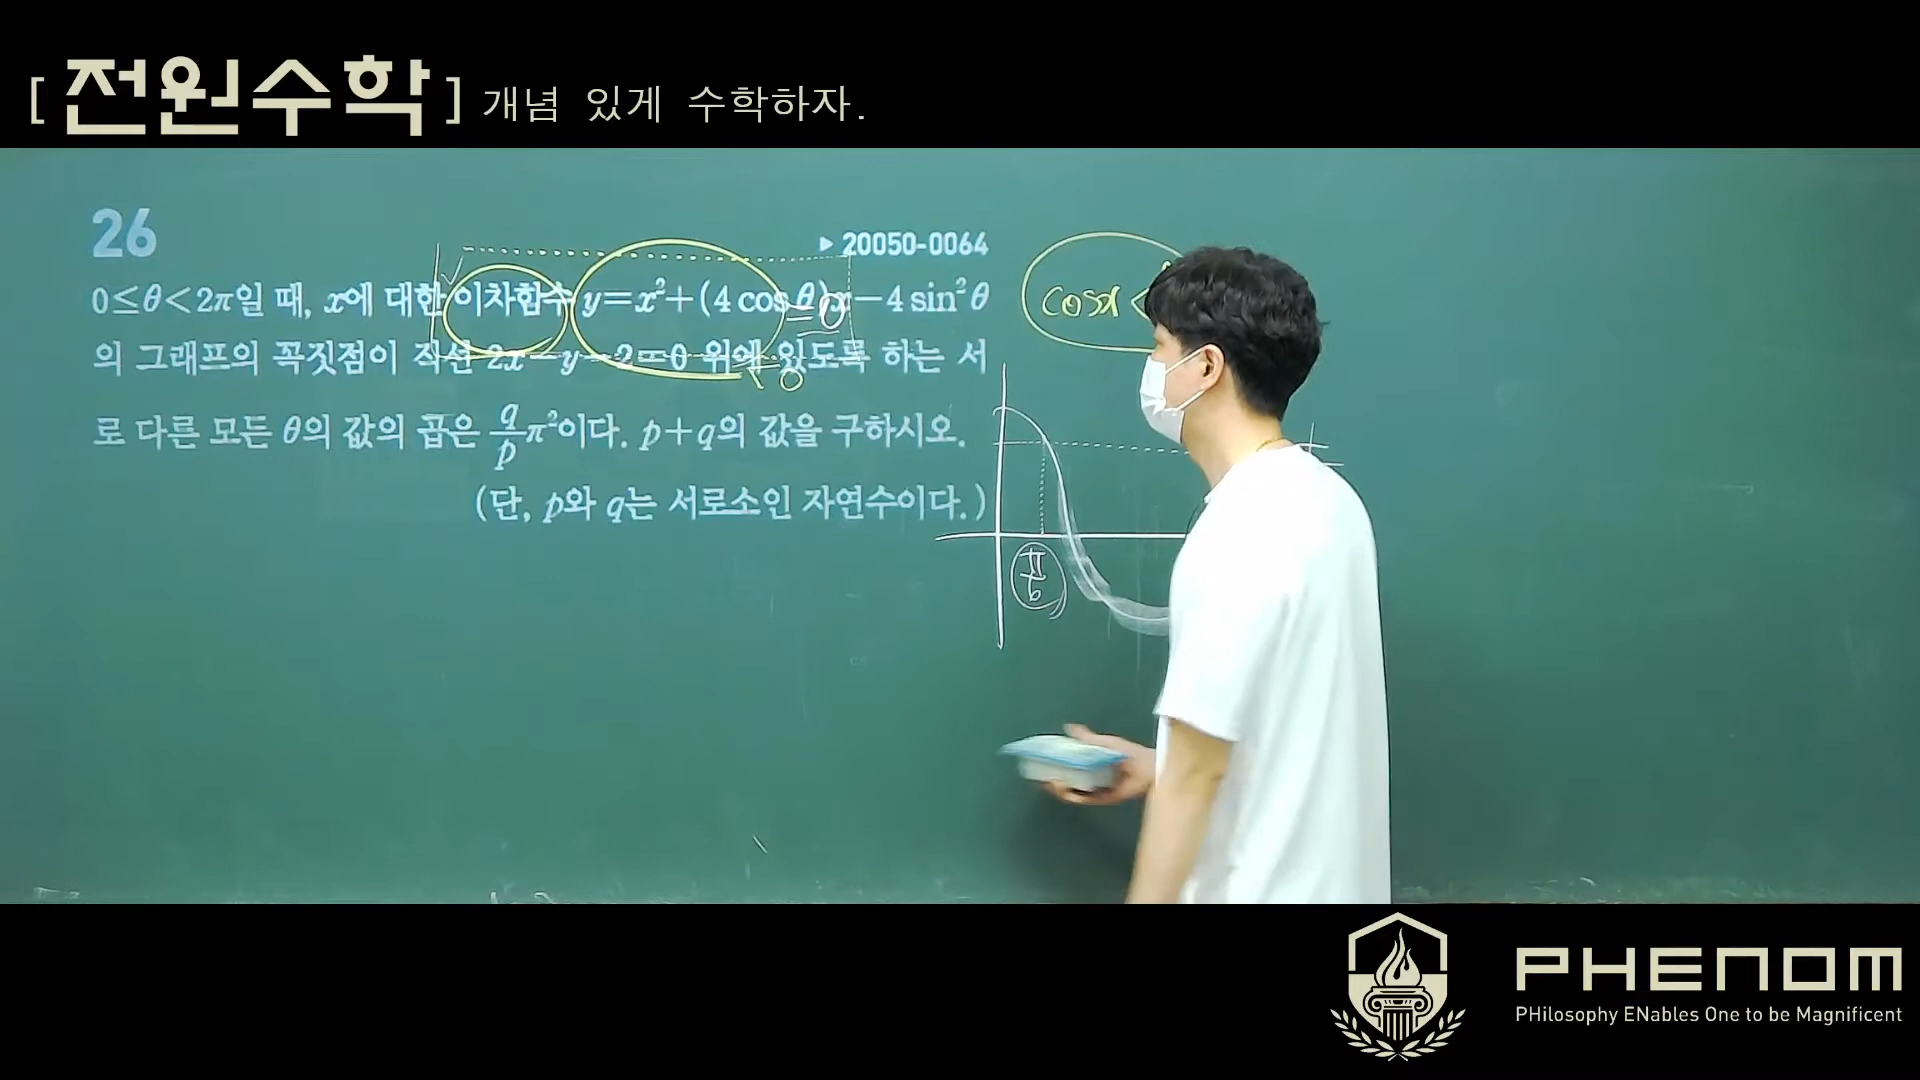 [전원수학] 개념 있게 수학하자.
26
▶ 20050-0064
0≤θ<2π일 때, x에 대한 이차함수 y=x²+(4 cos θ)x-4 sin²θ
의 그래프의 꼭짓점이 직선 2x-y-2=0 위에 있도록 하는 서
로 다른 모든 θ의 값의 곱은 q/p π²이다. p+q의 값을 구하시오.
(단, p와 q는 서로소인 자연수이다.)
cosx <
PHENOM
PHilosophy ENables One to be Magnificent